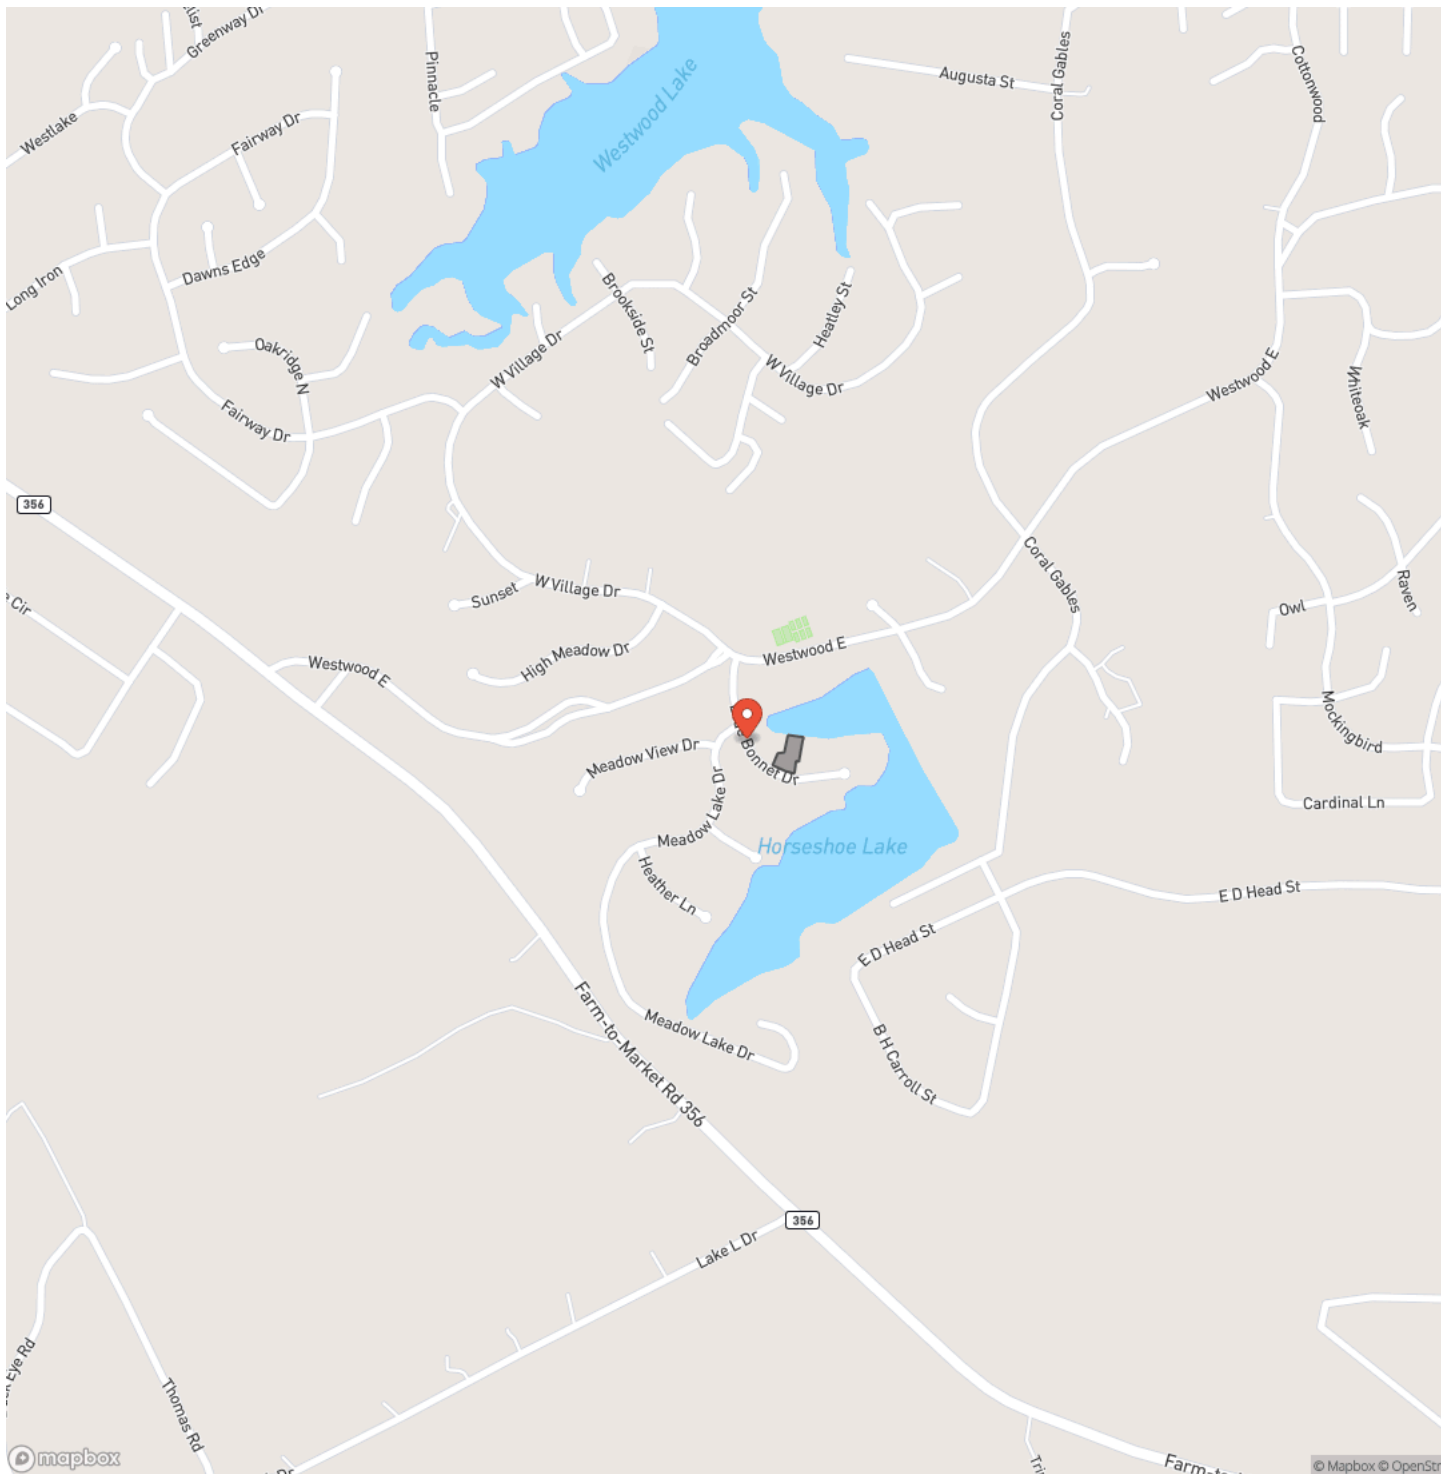 Greenway Dr
Pinnacle
Augusta St
Coral Gables
Cottonwood
Westlake
Fairway Dr
Westwood Lake
Long Iron
Dawns Edge
Brookside St
Broadmoor St
Heatley St
Oakridge N
W Village Dr
W Village Dr
Westwood E
Whiteoak
Fairway Dr
356
Coral Gables
Sunset
W Village Dr
Owl
Raven
e Cir
High Meadow Dr
Westwood E
Westwood E
Mockingbird
Meadow View Dr
Bonnet Dr
Meadow Lake Dr
Cardinal Ln
Meadow Lake Dr
Horseshoe Lake
Heather Ln
E D Head St
E D Head St
Farm-to-Market Rd 356
Meadow Lake Dr
B H Carroll St
356
Lake L Dr
Eye Rd
Thomas Rd
mapbox
© Mapbox © OpenStr